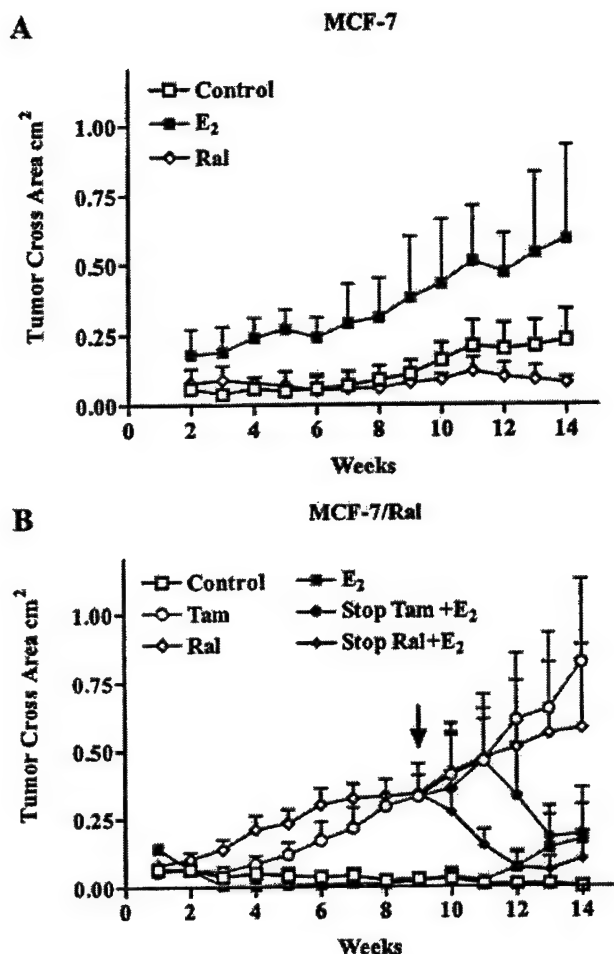 A
MCF-7
Control
E₂
Ral
Tumor Cross Area cm²
1.00
0.75
0.50
0.25
0.00
0 2 4 6 8 10 12 14
Weeks
B
MCF-7/Ral
Control
Tam
Ral
E₂
Stop Tam +E₂
Stop Ral+E₂
Tumor Cross Area cm²
1.00
0.75
0.50
0.25
0.00
0 2 4 6 8 10 12 14
Weeks